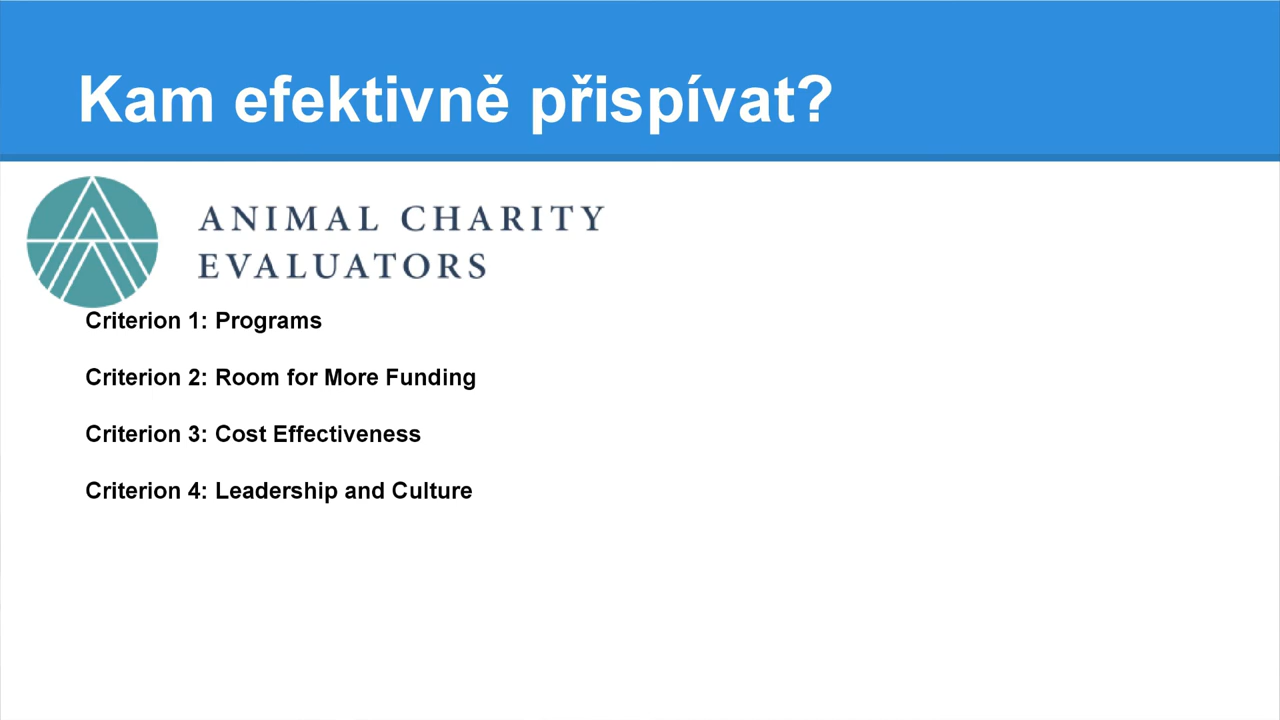 Kam efektivně přispívat?
ANIMAL CHARITY
EVALUATORS
Criterion 1: Programs
Criterion 2: Room for More Funding
Criterion 3: Cost Effectiveness
Criterion 4: Leadership and Culture